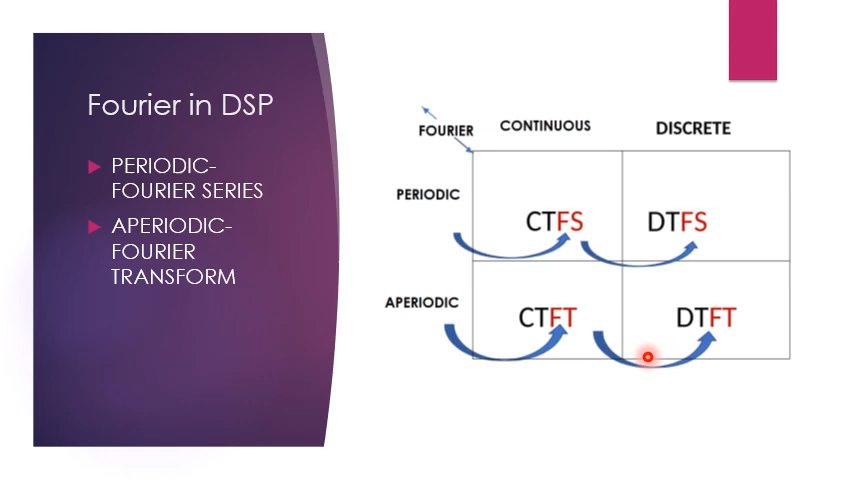 Fourier in DSP
PERIODIC-
FOURIER SERIES
APERIODIC-
FOURIER
TRANSFORM
FOURIER
CONTINUOUS
DISCRETE
PERIODIC
CTFS
DTFS
APERIODIC
CTFT
DTFT